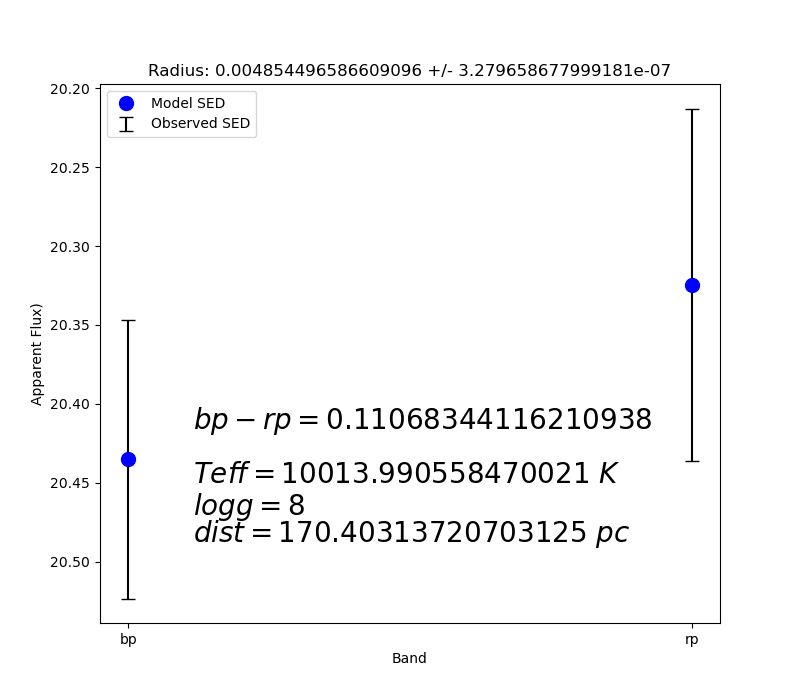 Radius: 0.004854496586609096 +/- 3.279658677999181e-07
Model SED
Observed SED
20.20
20.25
20.30
20.35
20.40
20.45
20.50
Apparent Flux)
bp − rp = 0.11068344116210938
Teff = 10013.990558470021 K
logg = 8
dist = 170.40313720703125 pc
bp
rp
Band